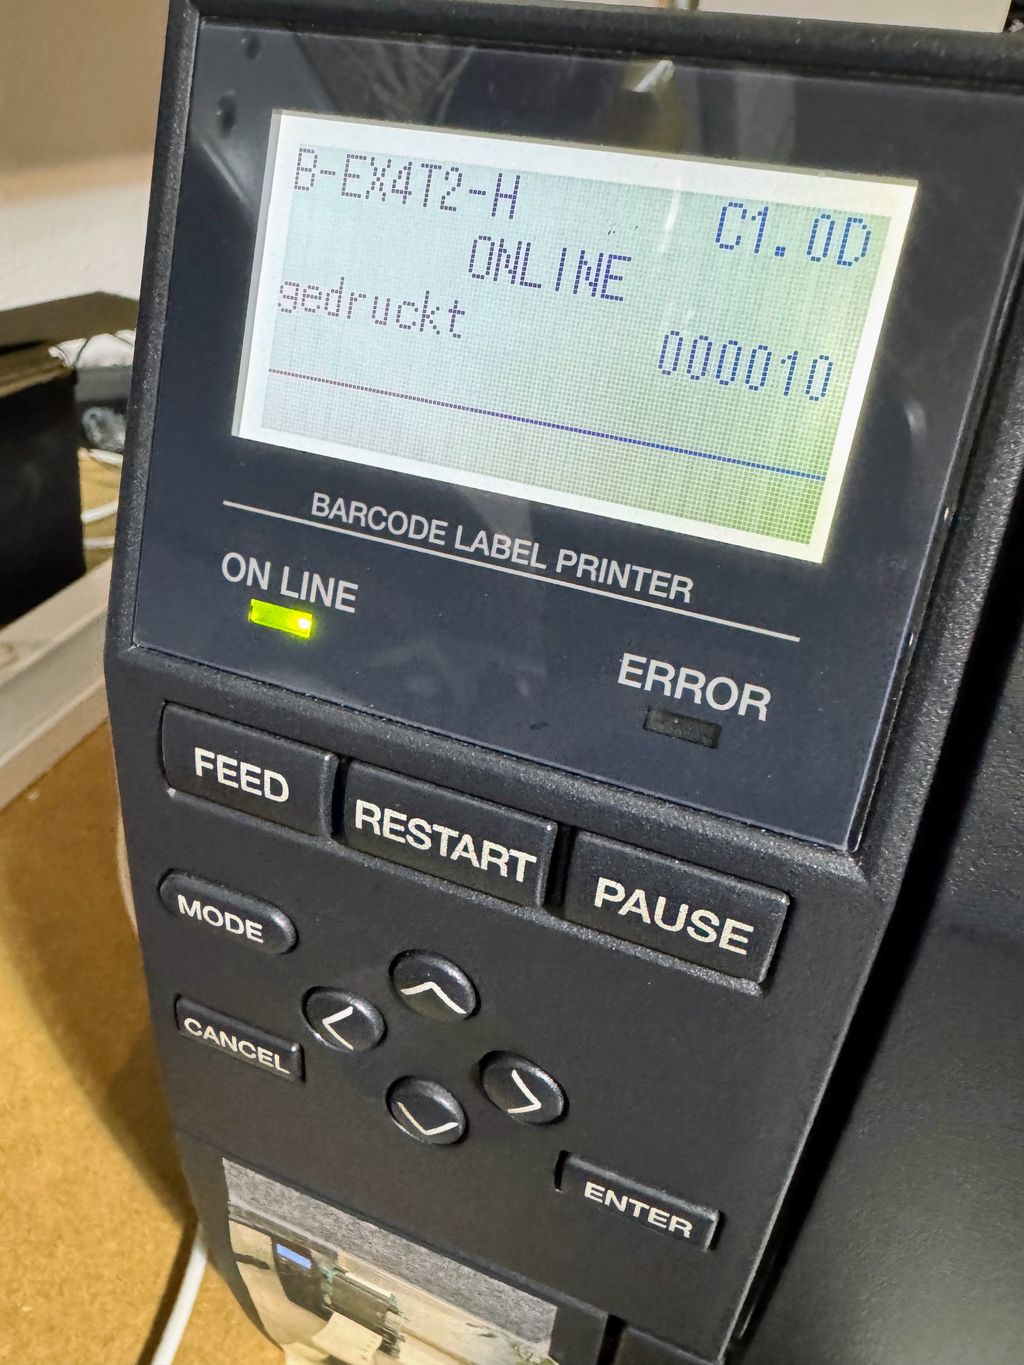 B-EX4T2-H C1.0D
ONLINE
gedruckt 000010
BARCODE LABEL PRINTER
ON LINE
ERROR
FEED
RESTART
PAUSE
MODE
CANCEL
ENTER